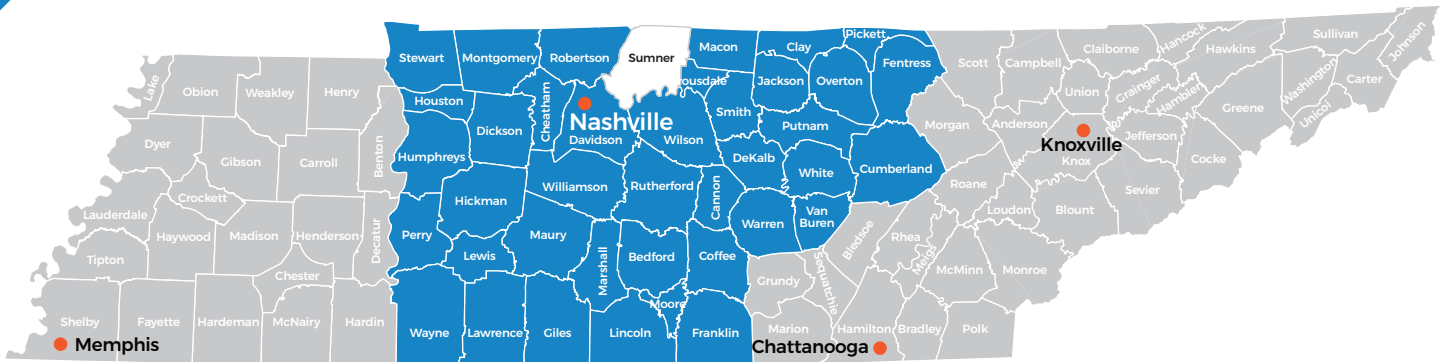 Lake
Obion
Weakley
Henry
Dyer
Gibson
Carroll
Benton
Crockett
Lauderdale
Haywood
Madison
Henderson
Decatur
Tipton
Chester
Shelby
Fayette
Hardeman
McNairy
Hardin
Memphis
Stewart
Montgomery
Robertson
Sumner
Macon
Clay
Pickett
Fentress
Houston
Cheatham
ousdale
Jackson
Overton
Dickson
Nashville
Davidson
Wilson
Smith
Putnam
Humphreys
DeKalb
White
Cumberland
Hickman
Williamson
Rutherford
Cannon
Warren
Van
Buren
Perry
Lewis
Maury
Marshall
Bedford
Coffee
Moore
Wayne
Lawrence
Giles
Lincoln
Franklin
Scott
Campbell
Claiborne
Hancock
Hawkins
Sullivan
Johnson
Union
Grainger
Hamblen
Washington
Carter
Unicoi
Greene
Morgan
Anderson
Knoxville
Knox
Jefferson
Cocke
Roane
Loudon
Blount
Sevier
Bledsoe
Rhea
Meigs
McMinn
Monroe
Grundy
Sequatchie
Marion
Hamilton
Bradley
Polk
Chattanooga